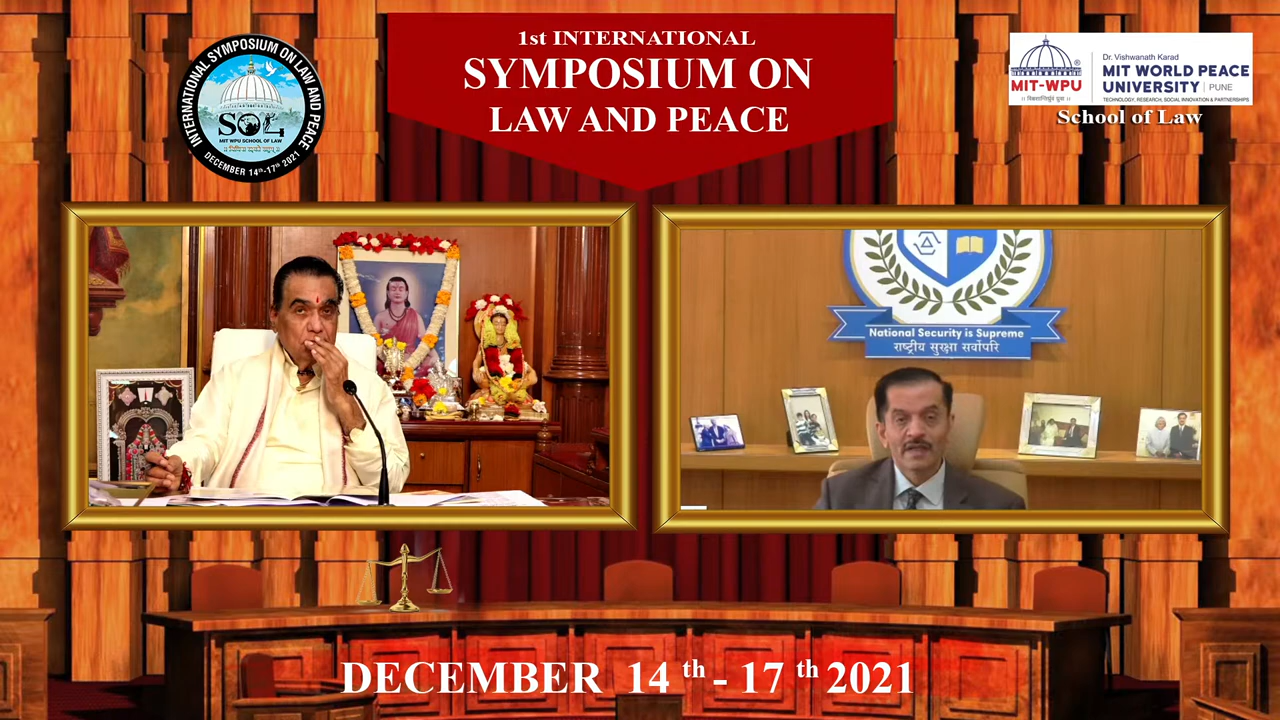 INTERNATIONAL SYMPOSIUM ON LAW AND PEACE
SOL
MIT WPU SCHOOL OF LAW
DECEMBER 14th-17th 2021
1st INTERNATIONAL
SYMPOSIUM ON
LAW AND PEACE
MIT-WPU
Dr. Vishwanath Karad
MIT WORLD PEACE
UNIVERSITY | PUNE
TECHNOLOGY, RESEARCH, SOCIAL INNOVATION & PARTNERSHIPS
School of Law
National Security is Supreme
राष्ट्रीय सुरक्षा सर्वोपरि
DECEMBER 14 th - 17 th 2021